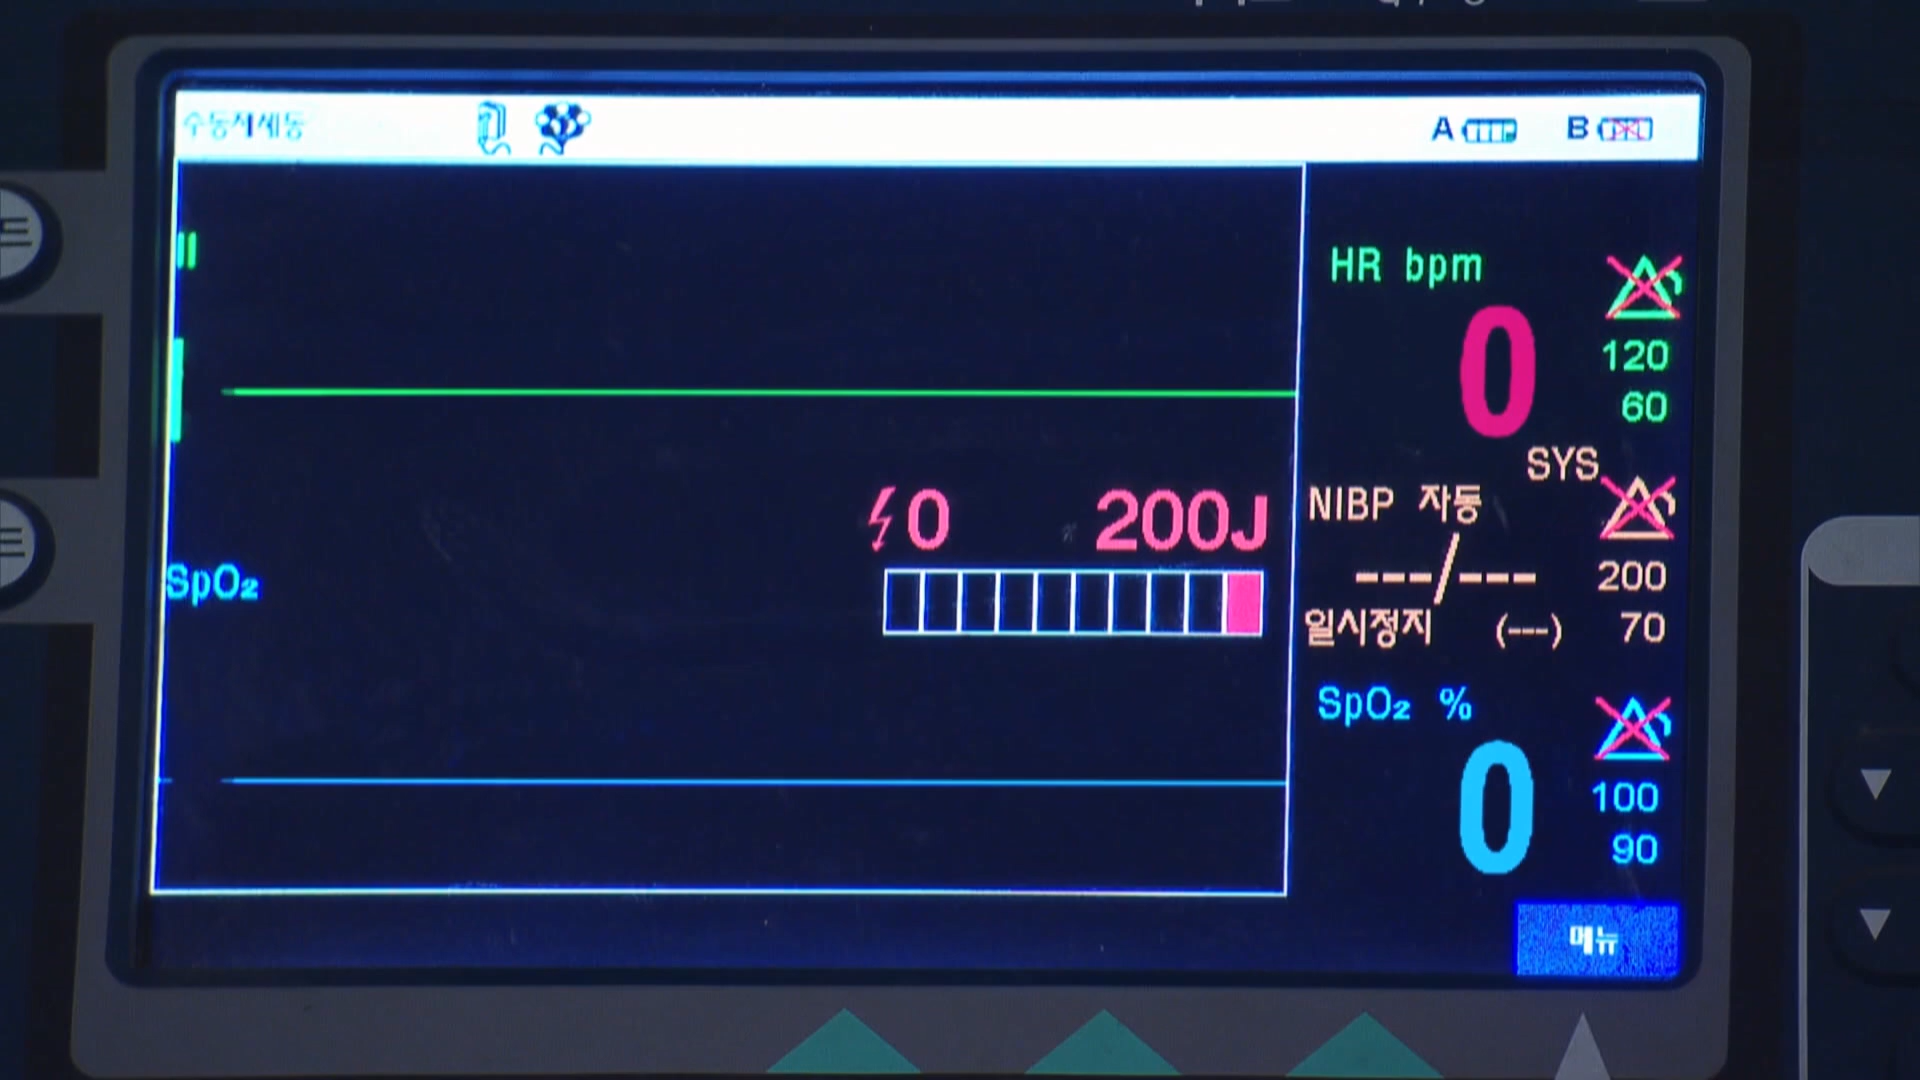 수동제세동
A
B
II
HR bpm
0
120
60
SYS
NIBP 자동
---/---
200
일시정지 (---) 70
⚡0 200J
SpO₂
SpO₂ %
0
100
90
메뉴